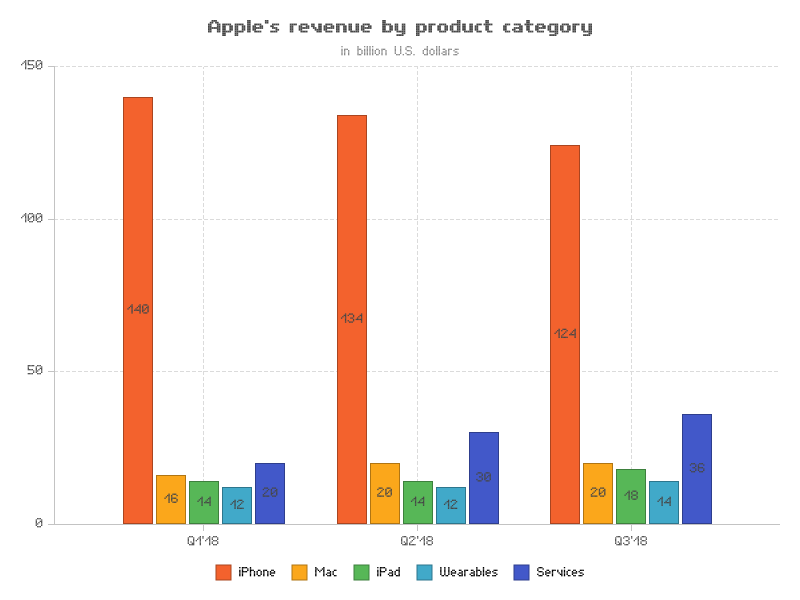 Apple's revenue by product category
in billion U.S. dollars
150
100
50
0
140
16
14
12
20
134
20
14
12
30
124
20
18
14
36
Q1'18
Q2'18
Q3'18
iPhone
Mac
iPad
Wearables
Services